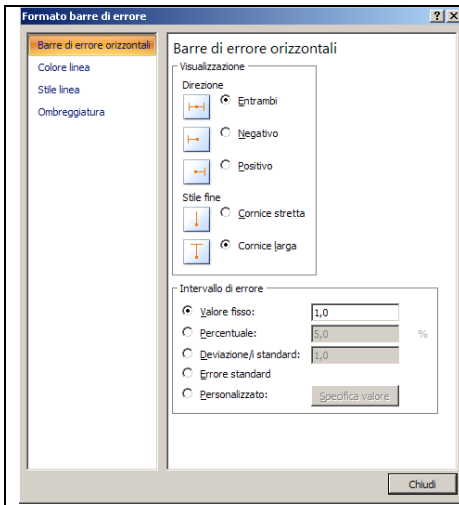 Formato barre di errore
Barre di errore orizzontali
Colore linea
Stile linea
Ombreggiatura
Barre di errore orizzontali
Visualizzazione
Direzione
Entrambi
Negativo
Positivo
Stile fine
Cornice stretta
Cornice larga
Intervallo di errore
Valore fisso: 1,0
Percentuale: 5,0 %
Deviazione/i standard: 1,0
Errore standard
Personalizzato: Specifica valore
Chiudi